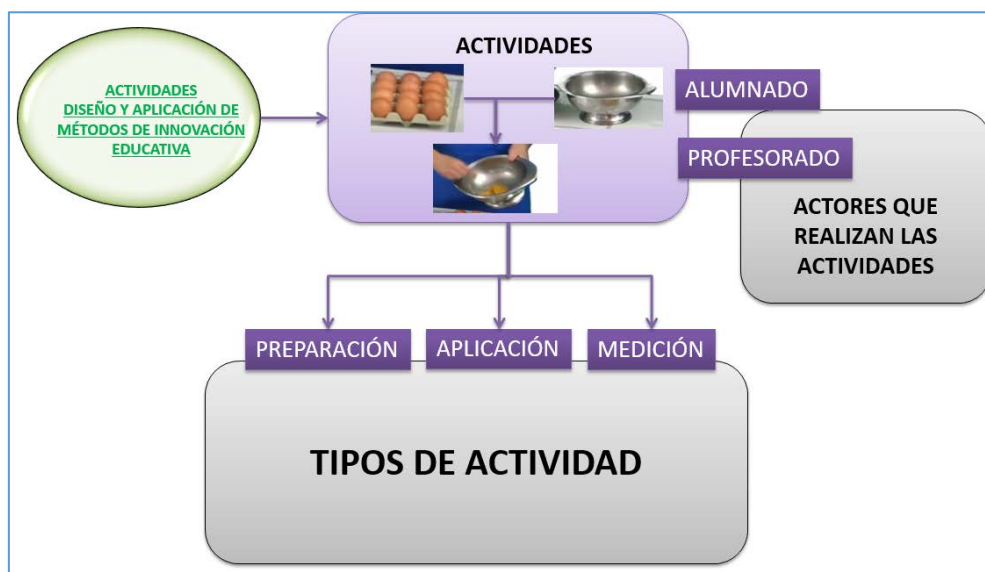 ACTIVIDADES
DISEÑO Y APLICACIÓN DE
MÉTODOS DE INNOVACIÓN
EDUCATIVA
ACTIVIDADES
ALUMNADO
PROFESORADO
ACTORES QUE
REALIZAN LAS
ACTIVIDADES
PREPARACIÓN
APLICACIÓN
MEDICIÓN
TIPOS DE ACTIVIDAD